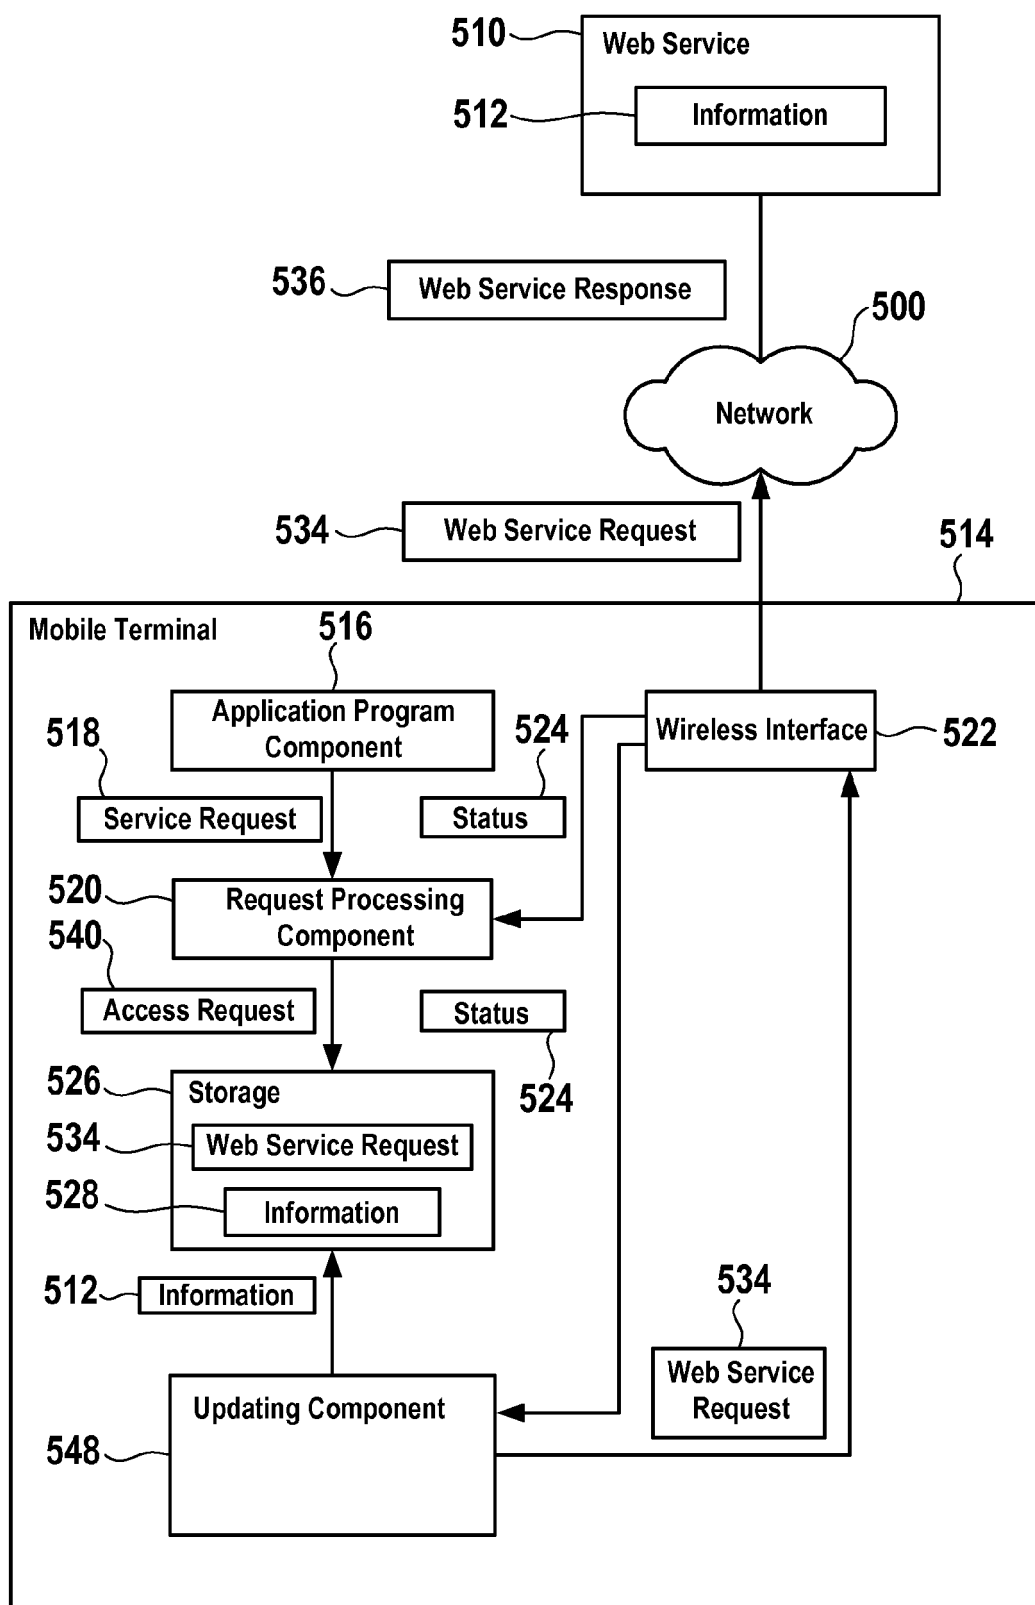 510
Web Service
512
Information
536
Web Service Response
500
Network
534
Web Service Request
514
Mobile Terminal
516
Application Program
Component
518
Service Request
524
Status
Wireless Interface
522
520
Request Processing
Component
540
Access Request
Status
524
526
Storage
534
Web Service Request
528
Information
512
Information
534
Web Service
Request
Updating Component
548